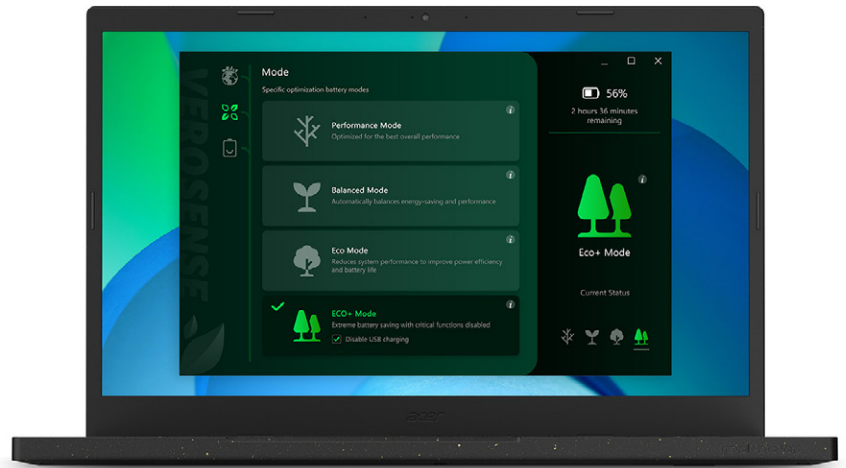 VEROSENSE
Mode
Specific optimization battery modes
Performance Mode
Optimized for the best overall performance
Balanced Mode
Automatically balances energy-saving and performance
Eco Mode
Reduces system performance to improve power efficiency
and battery life
ECO+ Mode
Extreme battery saving with critical functions disabled
Disable USB charging
56%
2 hours 36 minutes
remaining
Eco+ Mode
Current Status
acer